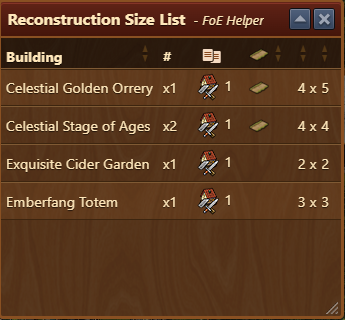 Reconstruction Size List - FoE Helper
Building #
Celestial Golden Orrery x1 1 4 x 5
Celestial Stage of Ages x2 1 4 x 4
Exquisite Cider Garden x1 1 2 x 2
Emberfang Totem x1 1 3 x 3